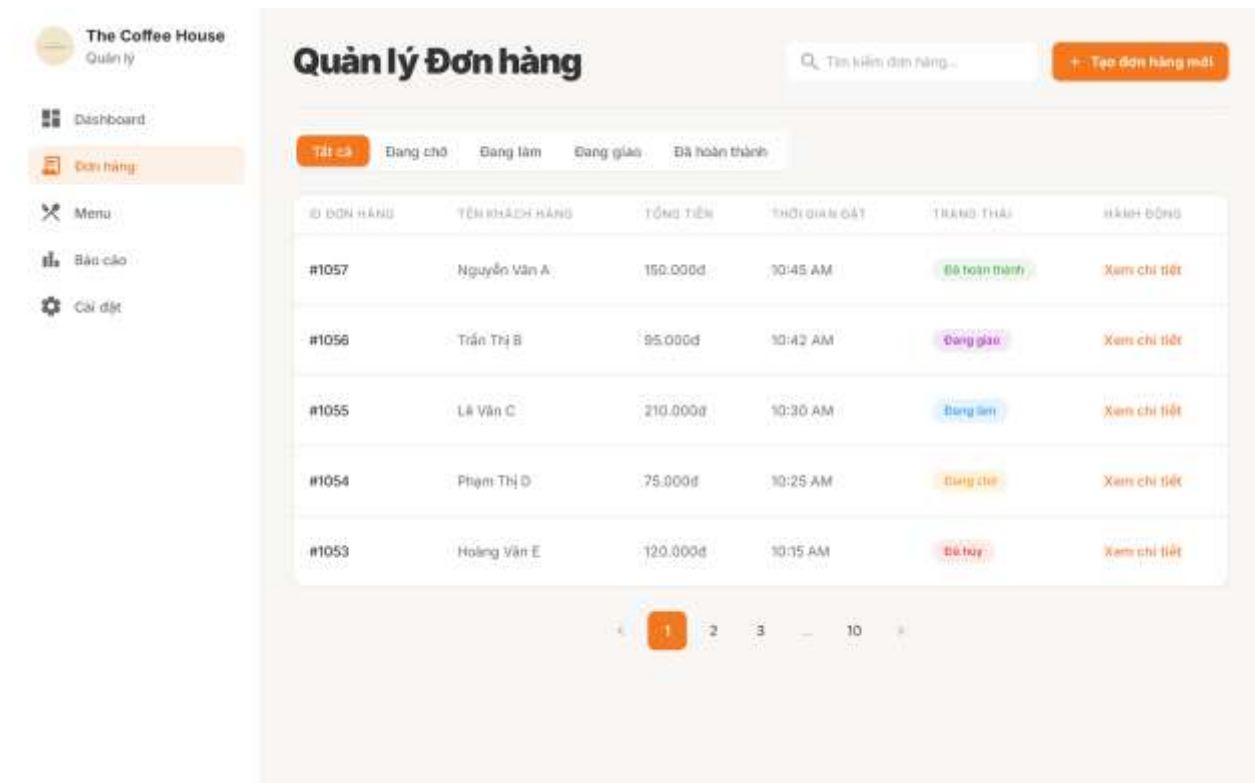 The Coffee House
Quản lý
Dashboard
Đơn hàng
Menu
Báo cáo
Cài đặt
Quản lý Đơn hàng
Tìm kiếm đơn hàng...
+ Tạo đơn hàng mới
Tất cả Đang chờ Đang làm Đang giao Đã hoàn thành
ID ĐƠN HÀNG TÊN KHÁCH HÀNG TỔNG TIỀN THỜI GIAN ĐẶT TRẠNG THÁI HÀNH ĐỘNG
#1057 Nguyễn Văn A 150.000đ 10:45 AM Đã hoàn thành Xem chi tiết
#1056 Trần Thị B 95.000đ 10:42 AM Đang giao Xem chi tiết
#1055 Lê Văn C 210.000đ 10:30 AM Đang làm Xem chi tiết
#1054 Phạm Thị D 75.000đ 10:25 AM Đang chờ Xem chi tiết
#1053 Hoàng Văn E 120.000đ 10:15 AM Đã hủy Xem chi tiết
< 1 2 3 ... 10 >